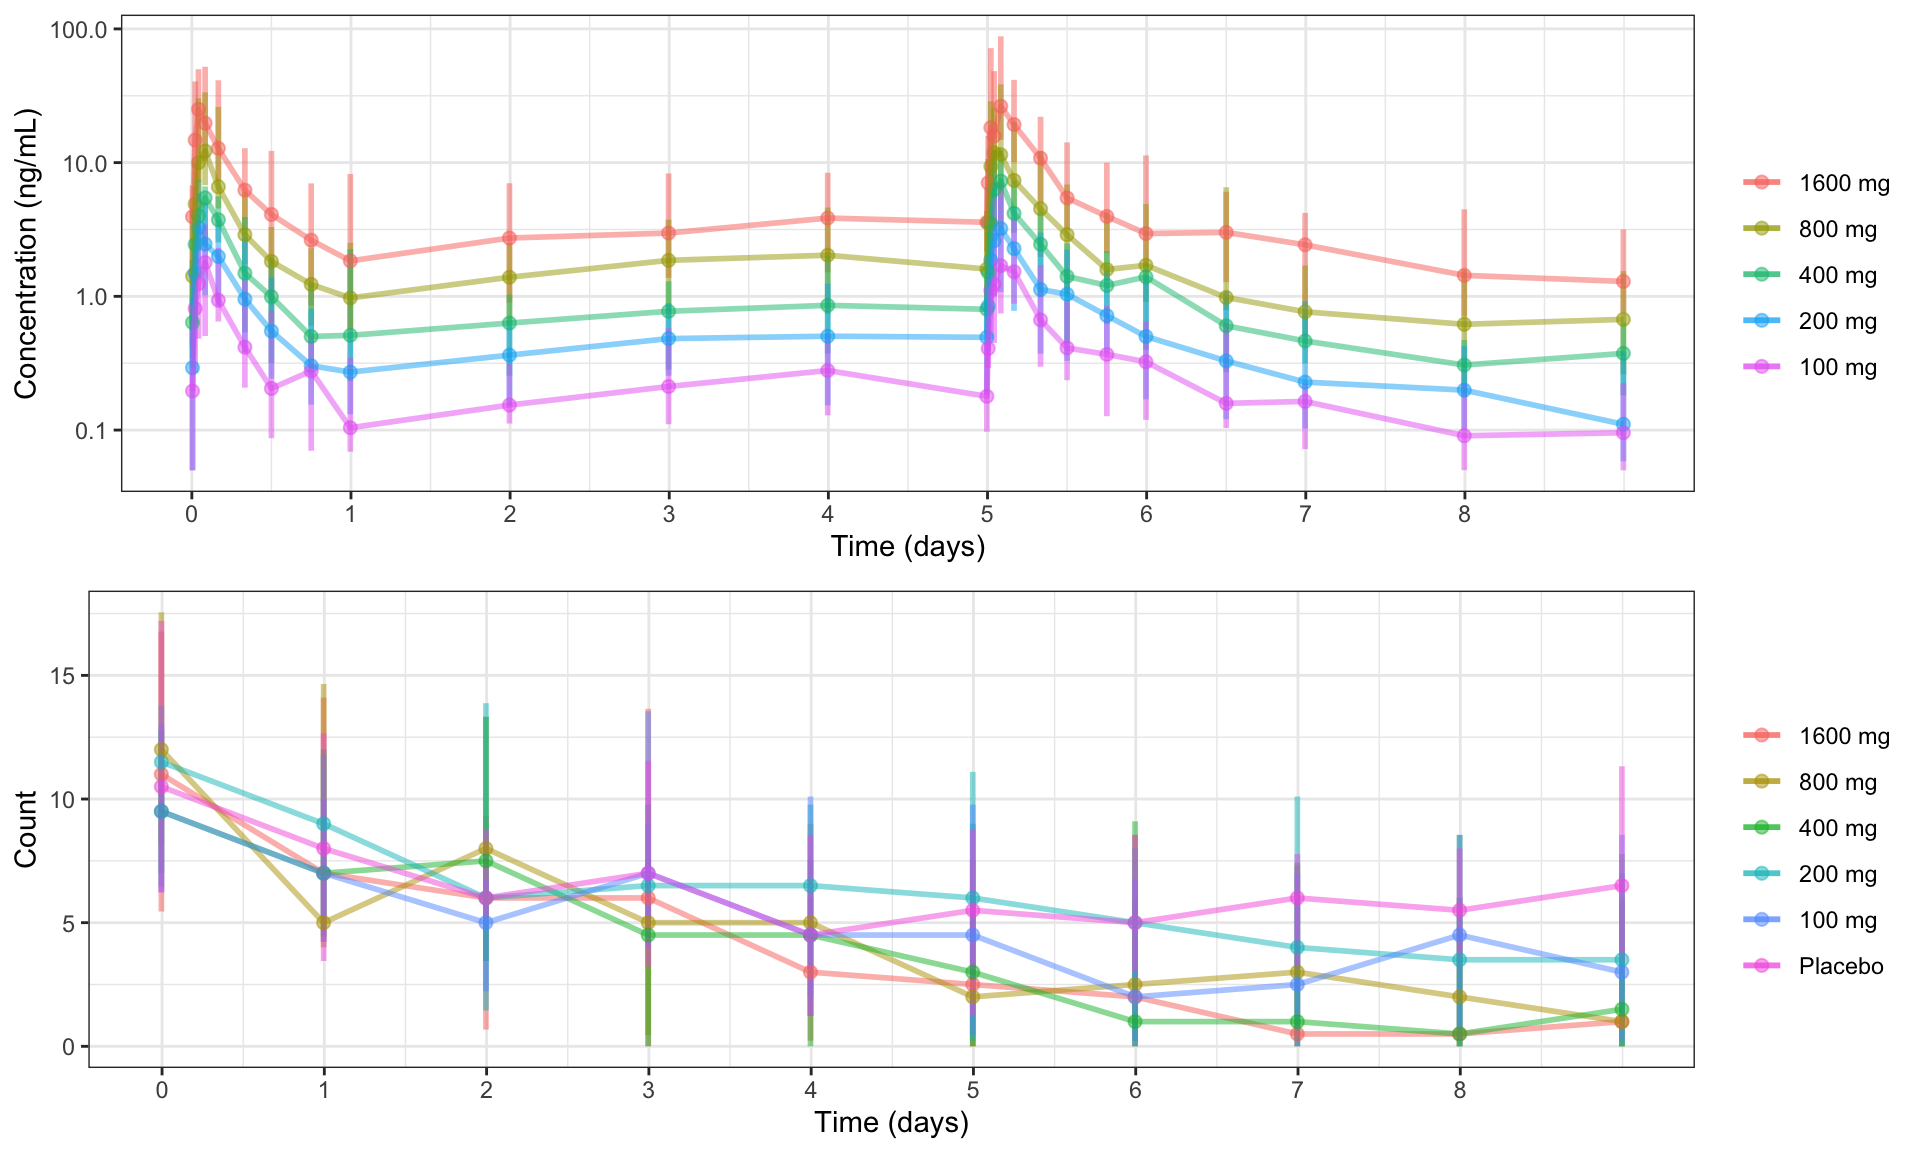 Concentration (ng/mL)
100.0
10.0
1.0
0.1
0 1 2 3 4 5 6 7 8
Time (days)
1600 mg
800 mg
400 mg
200 mg
100 mg
Count
15
10
5
0
0 1 2 3 4 5 6 7 8
Time (days)
1600 mg
800 mg
400 mg
200 mg
100 mg
Placebo